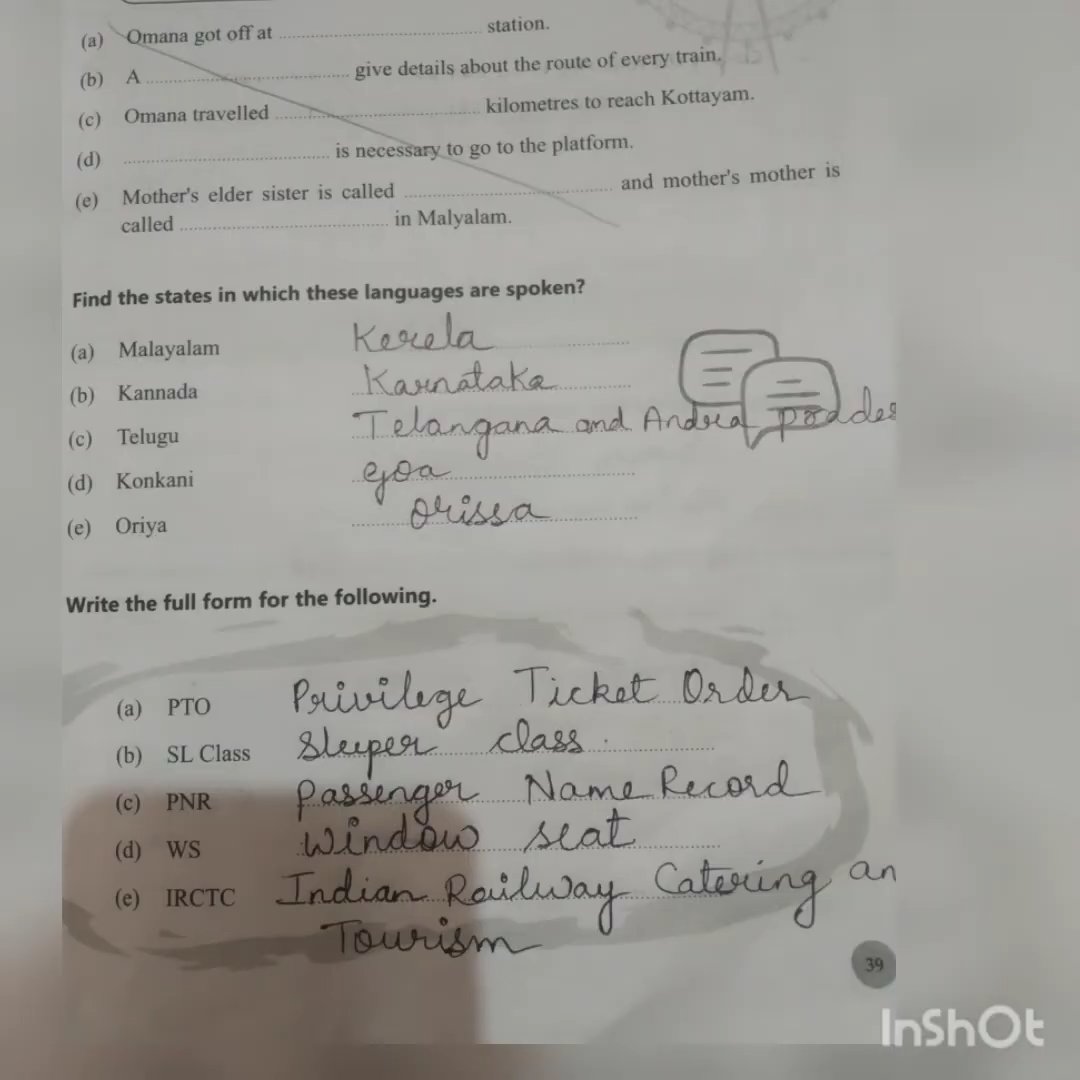 (a) Omana got off at .................... station.
(b) A .................... give details about the route of every train.
(c) Omana travelled .................... kilometres to reach Kottayam.
(d) .................... is necessary to go to the platform.
(e) Mother's elder sister is called .................... and mother's mother is
called .................... in Malyalam.
Find the states in which these languages are spoken?
(a) Malayalam Kerela
(b) Kannada Karnataka
(c) Telugu Telangana and Andra
(d) Konkani goa
(e) Oriya Orissa
Write the full form for the following.
(a) PTO Privilege Ticket Order
(b) SL Class Sleeper class.
(c) PNR Passenger Name Record
(d) WS Window seat
(e) IRCTC Indian Railway Catering an
Tourism
39
InShOt